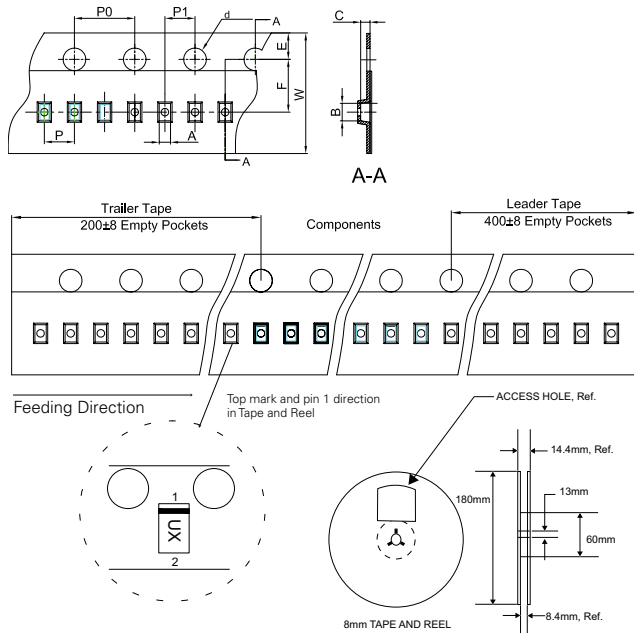 P0
P1
d
A
E
F
W
P
A
A
C
B
A-A
Trailer Tape
200±8 Empty Pockets
Components
Leader Tape
400±8 Empty Pockets
Feeding Direction
Top mark and pin 1 direction
in Tape and Reel
1
UX
2
ACCESS HOLE, Ref.
14.4mm, Ref.
180mm
13mm
60mm
8.4mm, Ref.
8mm TAPE AND REEL